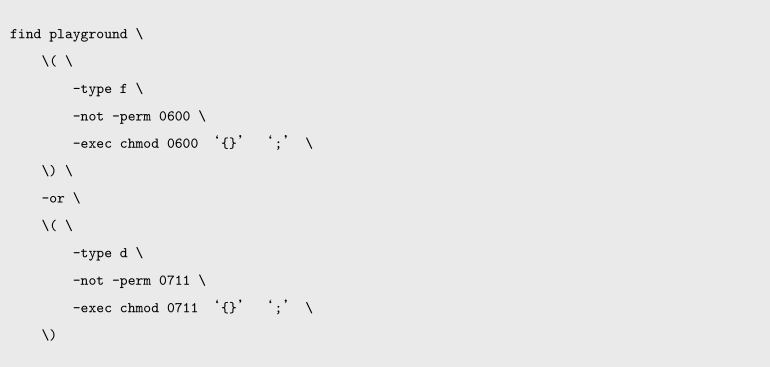 find playground \
\( \
-type f \
-not -perm 0600 \
-exec chmod 0600 ‘{}’ ‘;’ \
\) \
-or \
\( \
-type d \
-not -perm 0711 \
-exec chmod 0711 ‘{}’ ‘;’ \
\)